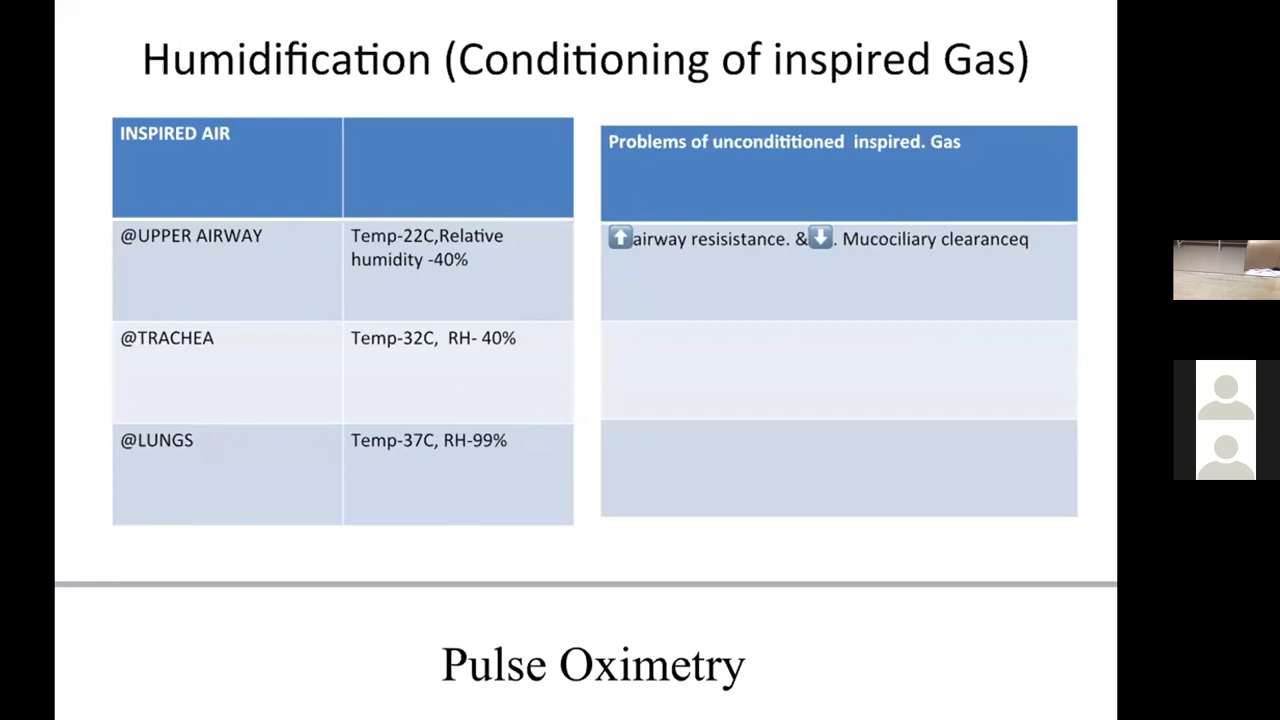 Humidification (Conditioning of inspired Gas)
INSPIRED AIR
@UPPER AIRWAY
Temp-22C,Relative
humidity -40%
@TRACHEA
Temp-32C, RH- 40%
@LUNGS
Temp-37C, RH-99%
Problems of uncondititioned inspired. Gas
⬆airway resisistance. &⬇. Mucociliary clearanceq
Pulse Oximetry